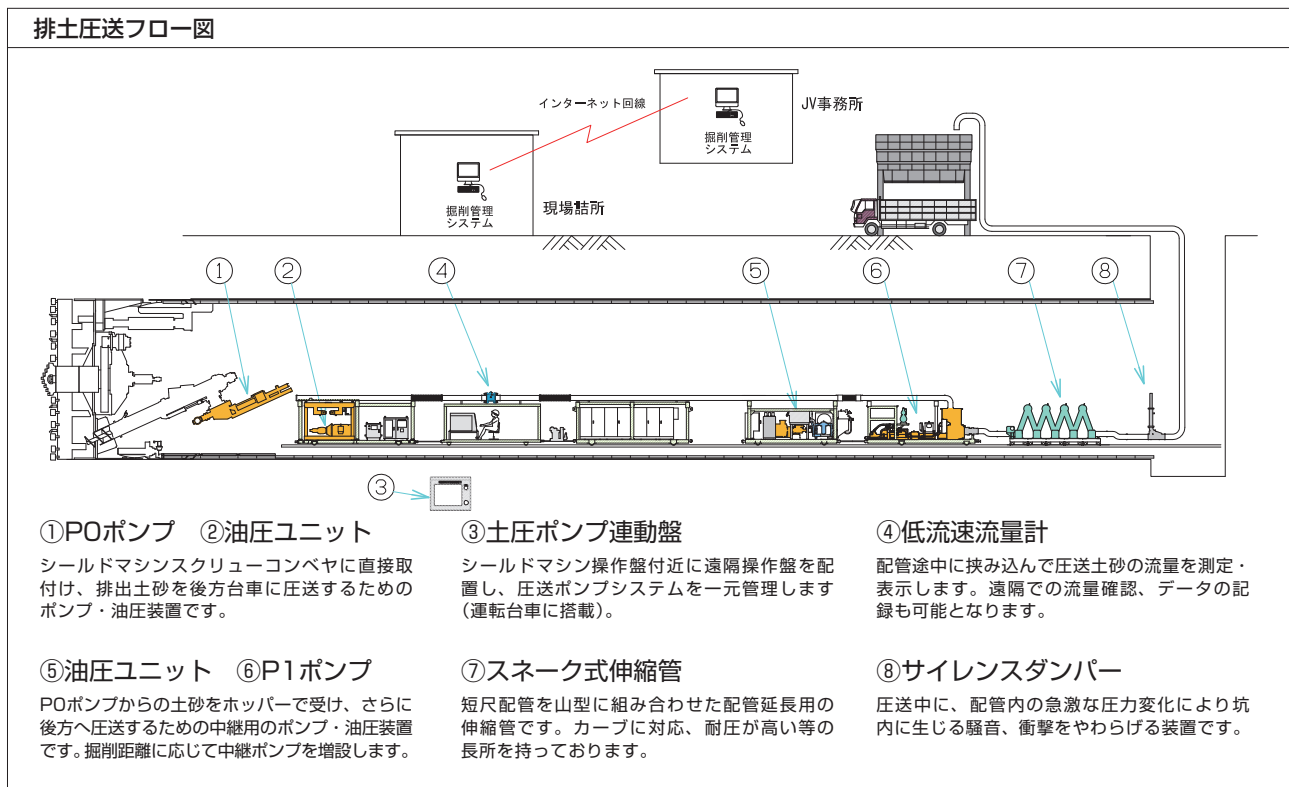 排土圧送フロー図
インターネット回線
JV事務所
掘削管理
システム
掘削管理
システム
現場詰所
①
②
④
⑤
⑥
⑦
⑧
③
①P0ポンプ ②油圧ユニット
シールドマシンスクリューコンベヤに直接取
付け、排出土砂を後方台車に圧送するための
ポンプ・油圧装置です。
③土圧ポンプ連動盤
シールドマシン操作盤付近に遠隔操作盤を配
置し、圧送ポンプシステムを一元管理します
(運転台車に搭載)。
④低流速流量計
配管途中に挟み込んで圧送土砂の流量を測定・
表示します。遠隔での流量確認、データの記
録も可能となります。
⑤油圧ユニット ⑥P1ポンプ
P0ポンプからの土砂をホッパーで受け、さらに
後方へ圧送するための中継用のポンプ・油圧装置
です。掘削距離に応じて中継ポンプを増設します。
⑦スネーク式伸縮管
短尺配管を山型に組み合わせた配管延長用の
伸縮管です。カーブに対応、耐圧が高い等の
長所を持っております。
⑧サイレンスダンパー
圧送中に、配管内の急激な圧力変化により坑
内に生じる騒音、衝撃をやわらげる装置です。